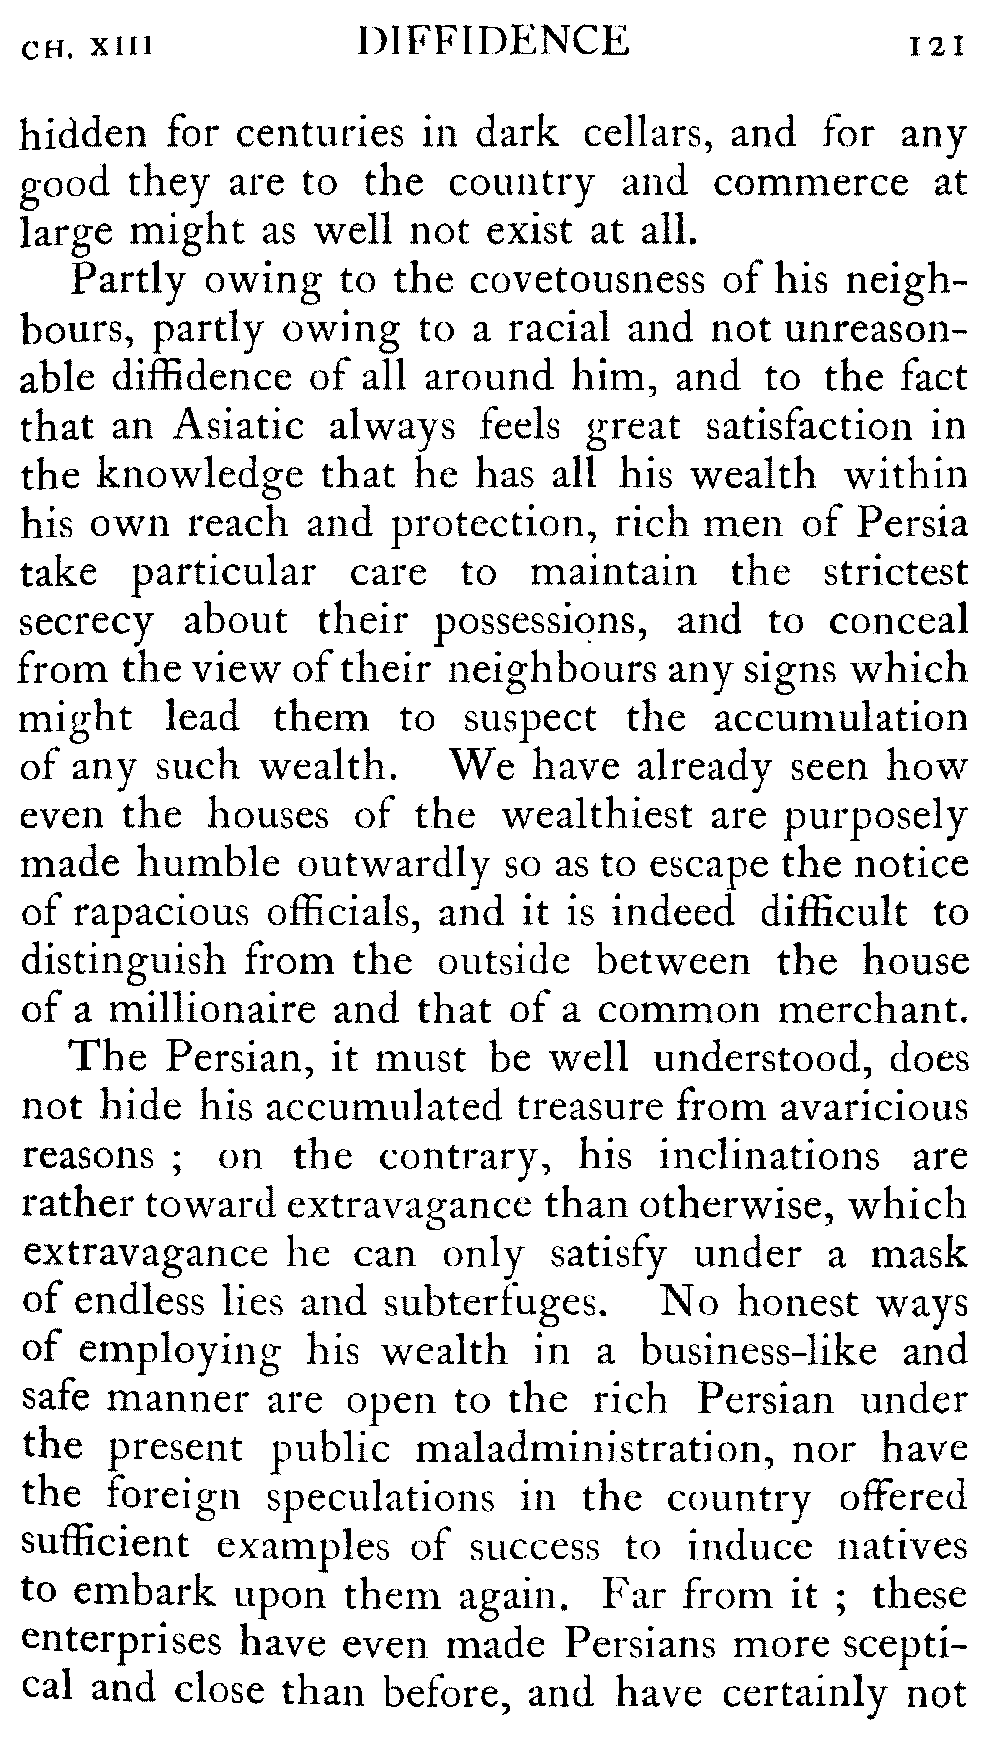 CH. XIII DIFFIDENCE 121
hidden for centuries in dark cellars, and for any
good they are to the country and commerce at
large might as well not exist at all.
Partly owing to the covetousness of his neigh-
bours, partly owing to a racial and not unreason-
able diffidence of all around him, and to the fact
that an Asiatic always feels great satisfaction in
the knowledge that he has all his wealth within
his own reach and protection, rich men of Persia
take particular care to maintain the strictest
secrecy about their possessions, and to conceal
from the view of their neighbours any signs which
might lead them to suspect the accumulation
of any such wealth. We have already seen how
even the houses of the wealthiest are purposely
made humble outwardly so as to escape the notice
of rapacious officials, and it is indeed difficult to
distinguish from the outside between the house
of a millionaire and that of a common merchant.
The Persian, it must be well understood, does
not hide his accumulated treasure from avaricious
reasons ; on the contrary, his inclinations are
rather toward extravagance than otherwise, which
extravagance he can only satisfy under a mask
of endless lies and subterfuges. No honest ways
of employing his wealth in a business-like and
safe manner are open to the rich Persian under
the present public maladministration, nor have
the foreign speculations in the country offered
sufficient examples of success to induce natives
to embark upon them again. Far from it ; these
enterprises have even made Persians more scepti-
cal and close than before, and have certainly not